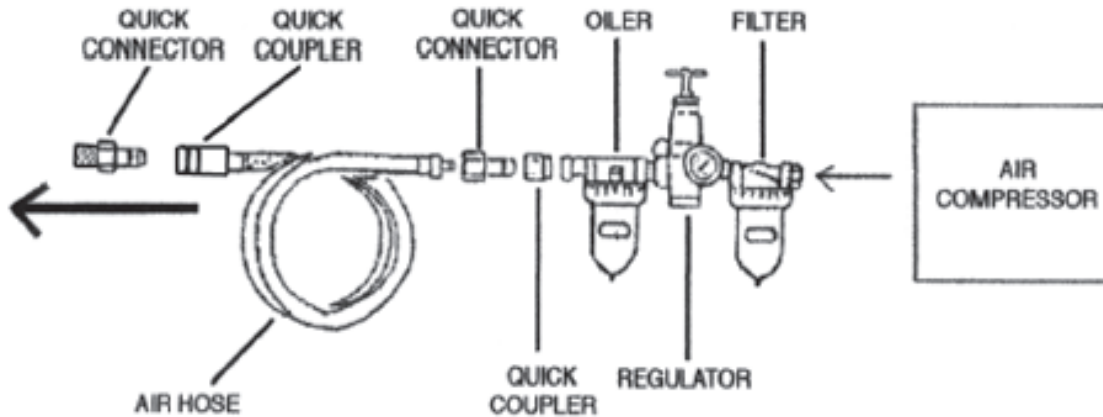 QUICK
CONNECTOR
QUICK
COUPLER
QUICK
CONNECTOR
OILER
FILTER
AIR
COMPRESSOR
AIR HOSE
QUICK
COUPLER
REGULATOR